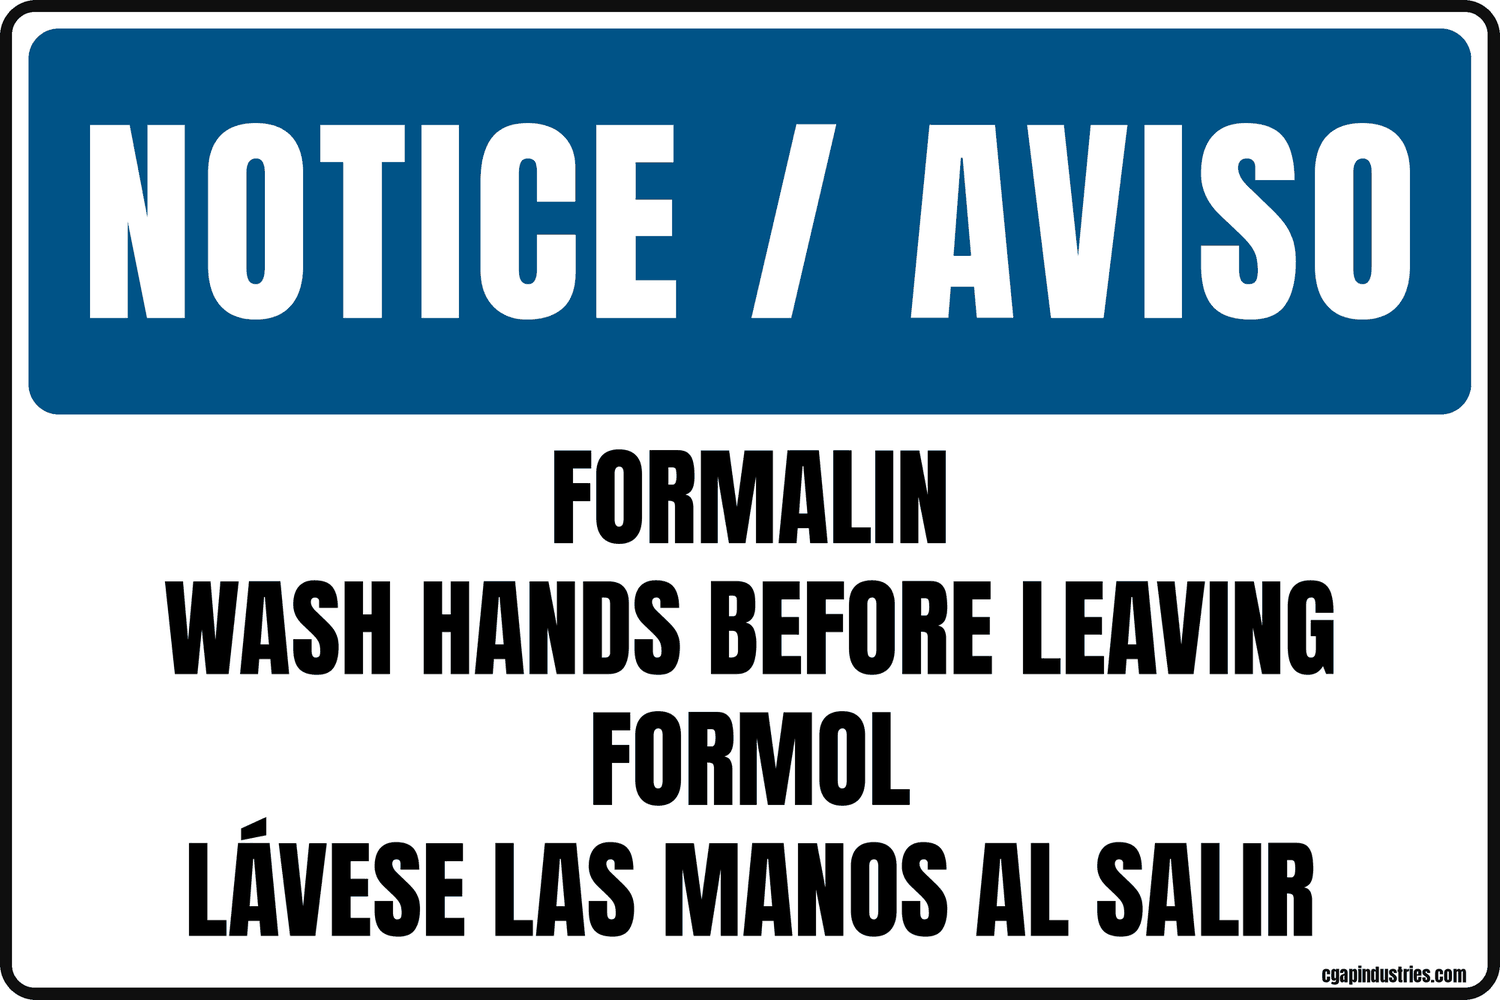 NOTICE / AVISO
FORMALIN
WASH HANDS BEFORE LEAVING
FORMOL
LÁVESE LAS MANOS AL SALIR
cgapindustries.com